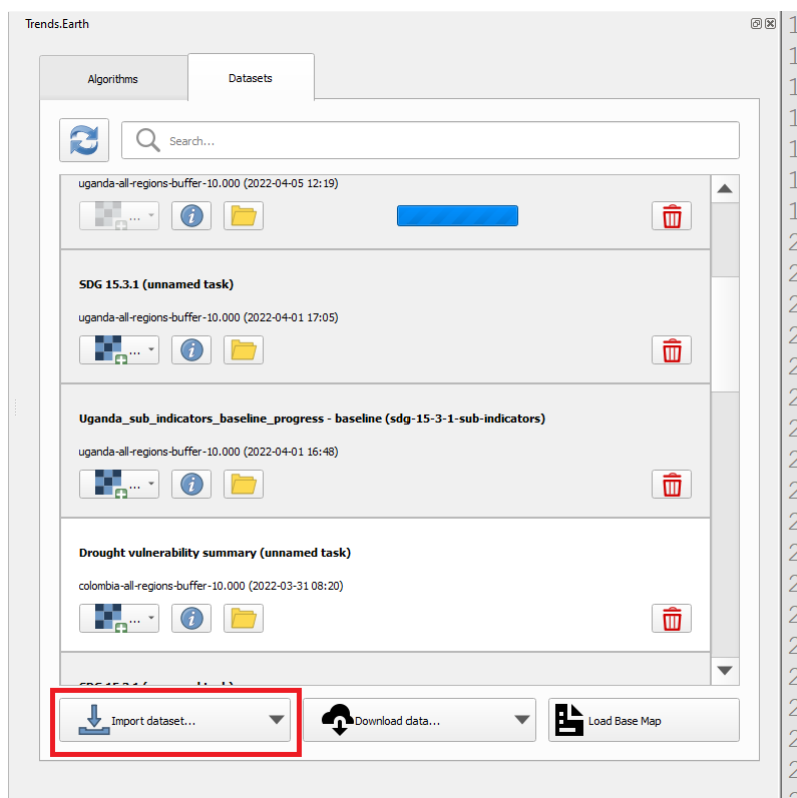 Trends.Earth
Algorithms
Datasets
Search...
uganda-all-regions-buffer-10.000 (2022-04-05 12:19)
...
SDG 15.3.1 (unnamed task)
uganda-all-regions-buffer-10.000 (2022-04-01 17:05)
...
Uganda_sub_indicators_baseline_progress - baseline (sdg-15-3-1-sub-indicators)
uganda-all-regions-buffer-10.000 (2022-04-01 16:48)
...
Drought vulnerability summary (unnamed task)
colombia-all-regions-buffer-10.000 (2022-03-31 08:20)
...
Import dataset...
Download data...
Load Base Map